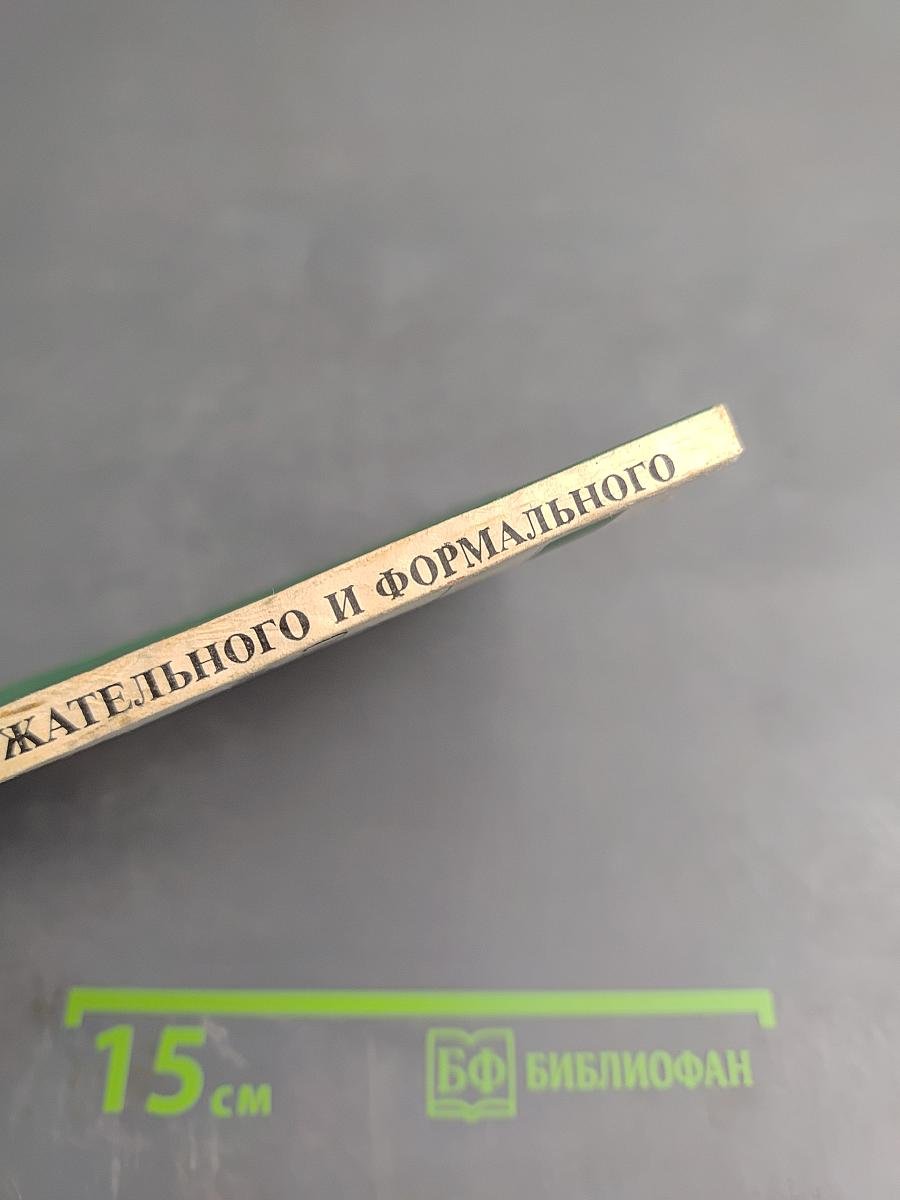 ЖАТЕЛЬНОГО И ФОРМАЛЬНОГО
15 см
БФ БИБЛИОФАН